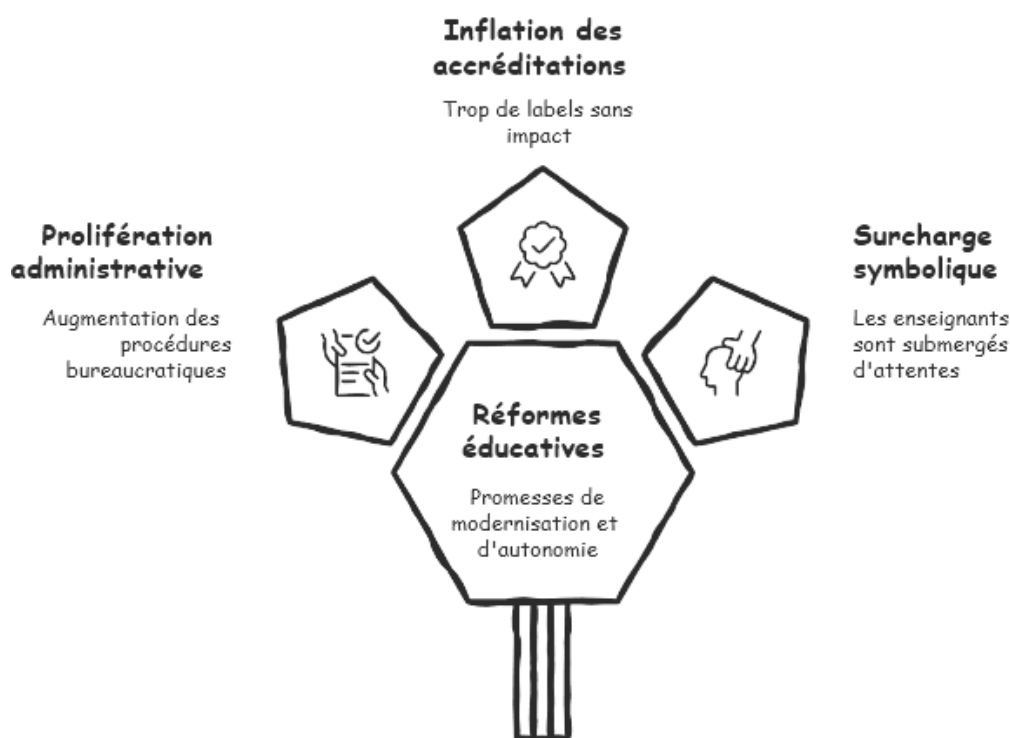 Inflation des
accréditations
Trop de labels sans
impact
Prolifération
administrative
Augmentation des
procédures
bureaucratiques
Surcharge
symbolique
Les enseignants
sont submergés
d'attentes
Réformes
éducatives
Promesses de
modernisation et
d'autonomie